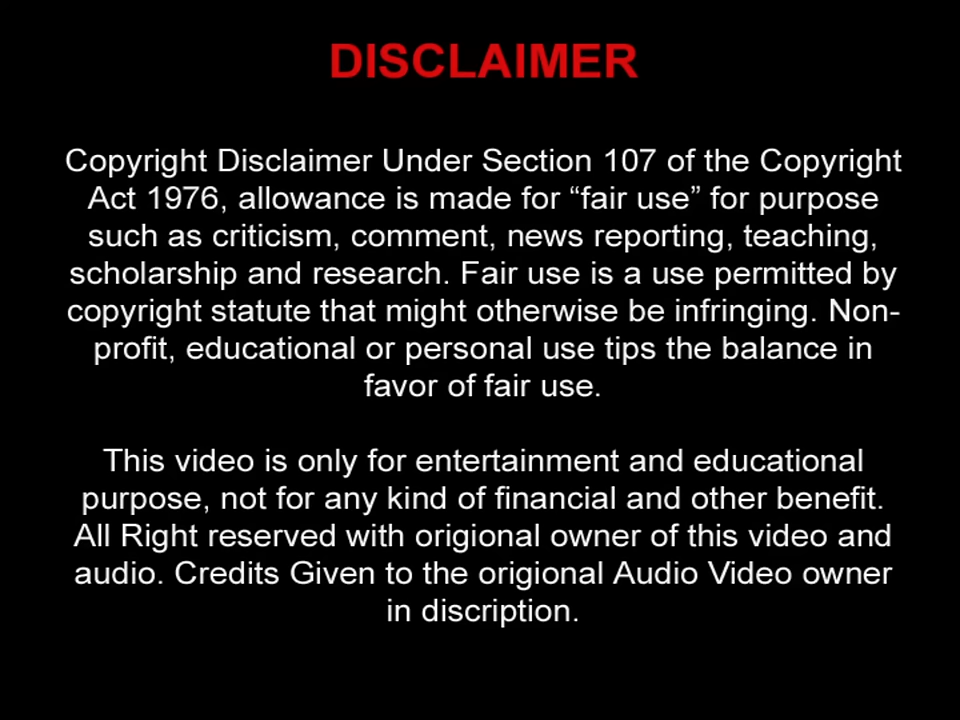 DISCLAIMER
Copyright Disclaimer Under Section 107 of the Copyright
Act 1976, allowance is made for “fair use” for purpose
such as criticism, comment, news reporting, teaching,
scholarship and research. Fair use is a use permitted by
copyright statute that might otherwise be infringing. Non-
profit, educational or personal use tips the balance in
favor of fair use.
This video is only for entertainment and educational
purpose, not for any kind of financial and other benefit.
All Right reserved with origional owner of this video and
audio. Credits Given to the origional Audio Video owner
in discription.